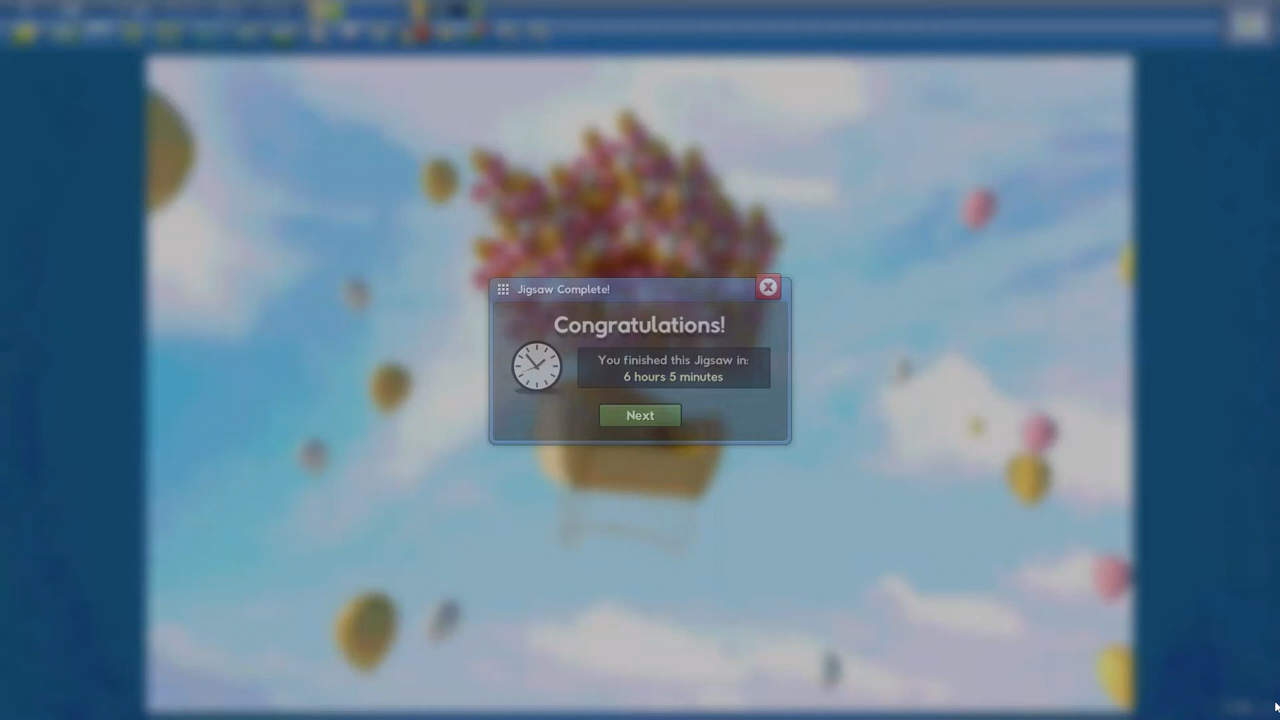 Jigsaw Complete!
Congratulations!
You finished this Jigsaw in:
6 hours 5 minutes
Next